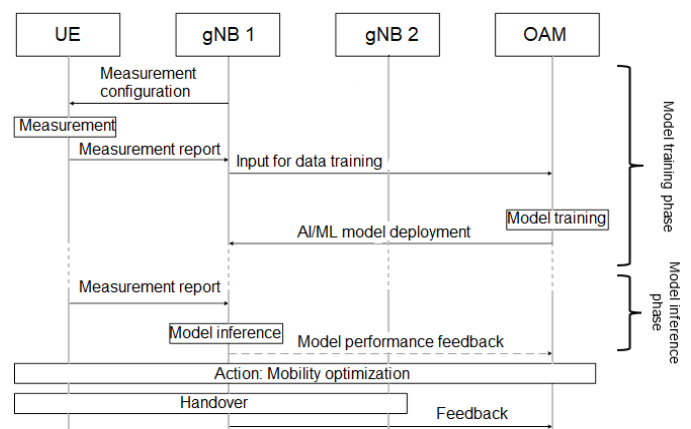 UE
gNB 1
gNB 2
OAM
Measurement
configuration
Measurement
Measurement report
Input for data training
Model training
AI/ML model deployment
Model training phase
Measurement report
Model inference
Model performance feedback
Model inference
phase
Action: Mobility optimization
Handover
Feedback